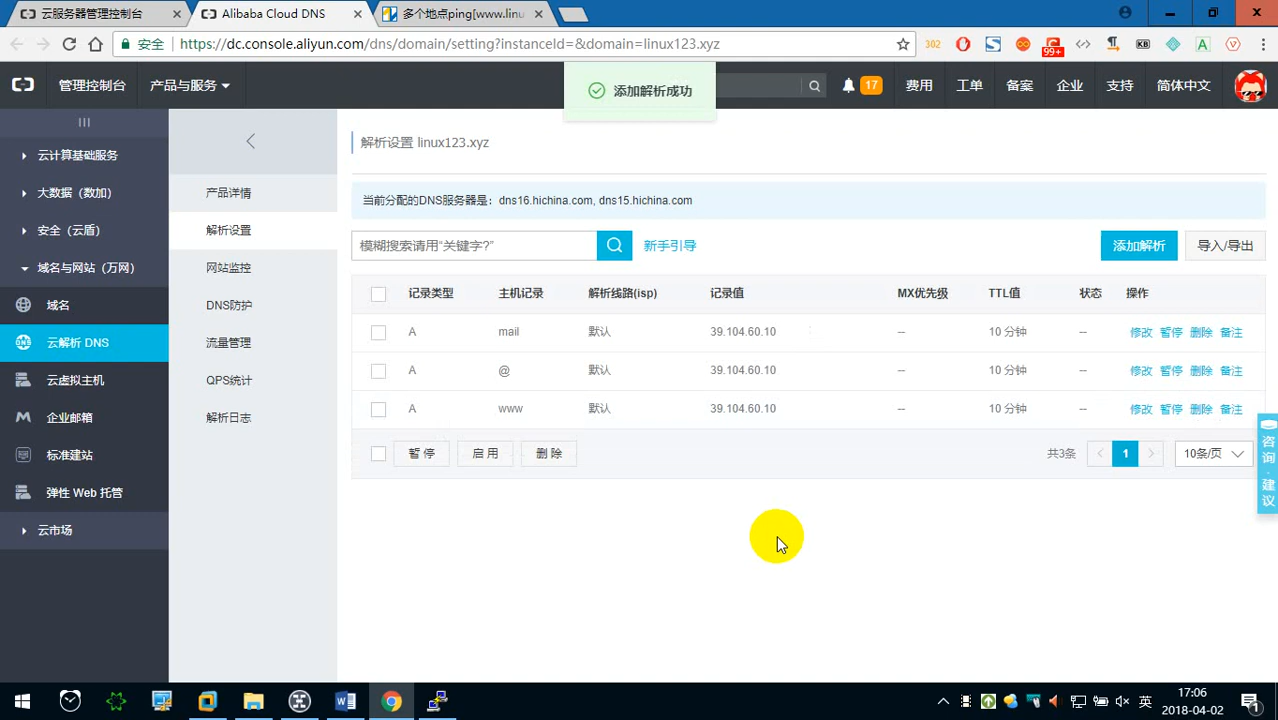 云服务器管理控制台
Alibaba Cloud DNS
多个地点ping[www.linu
安全
https://dc.console.aliyun.com/dns/domain/setting?instanceId=&domain=linux123.xyz
302
99+
KB
A
管理控制台
产品与服务
添加解析成功
17
费用
工单
备案
企业
支持
简体中文
云计算基础服务
大数据（数加）
安全（云盾）
域名与网站（万网）
域名
云解析 DNS
云虚拟主机
企业邮箱
标准建站
弹性 Web 托管
云市场
产品详情
解析设置
网站监控
DNS防护
流量管理
QPS统计
解析日志
解析设置 linux123.xyz
当前分配的DNS服务器是：dns16.hichina.com, dns15.hichina.com
模糊搜索请用“关键字?”
新手引导
添加解析
导入/导出
记录类型 主机记录 解析线路(isp) 记录值 MX优先级 TTL值 状态 操作
A mail 默认 39.104.60.10 -- 10 分钟 -- 修改 暂停 删除 备注
A @ 默认 39.104.60.10 -- 10 分钟 -- 修改 暂停 删除 备注
A www 默认 39.104.60.10 -- 10 分钟 -- 修改 暂停 删除 备注
暂停 启用 删除 共3条 < 1 > 10条/页
咨询·建议
英
17:06
2018-04-02
1